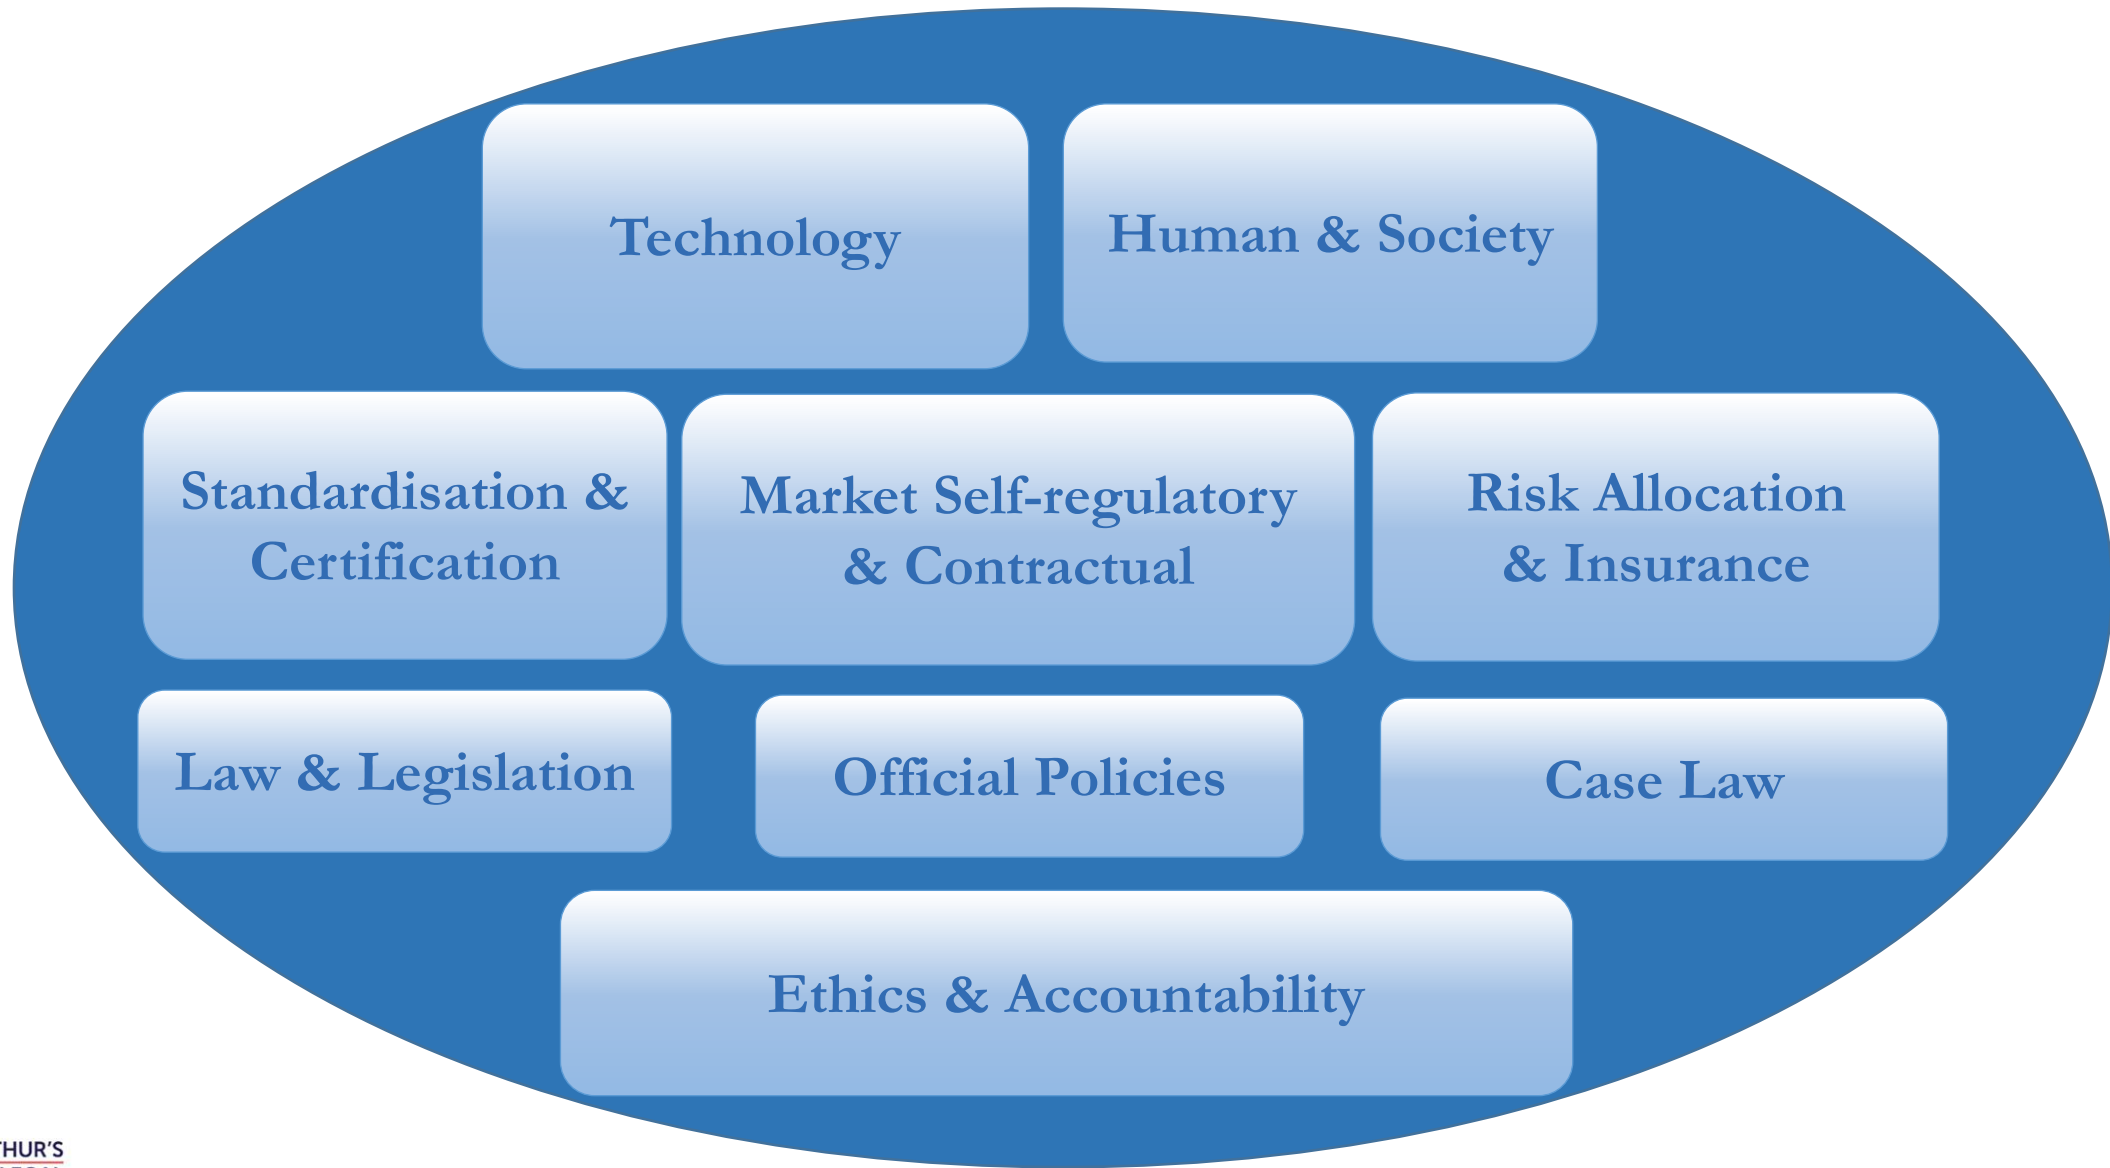 Technology
Human & Society
Standardisation &
Certification
Market Self-regulatory
& Contractual
Risk Allocation
& Insurance
Law & Legislation
Official Policies
Case Law
Ethics & Accountability